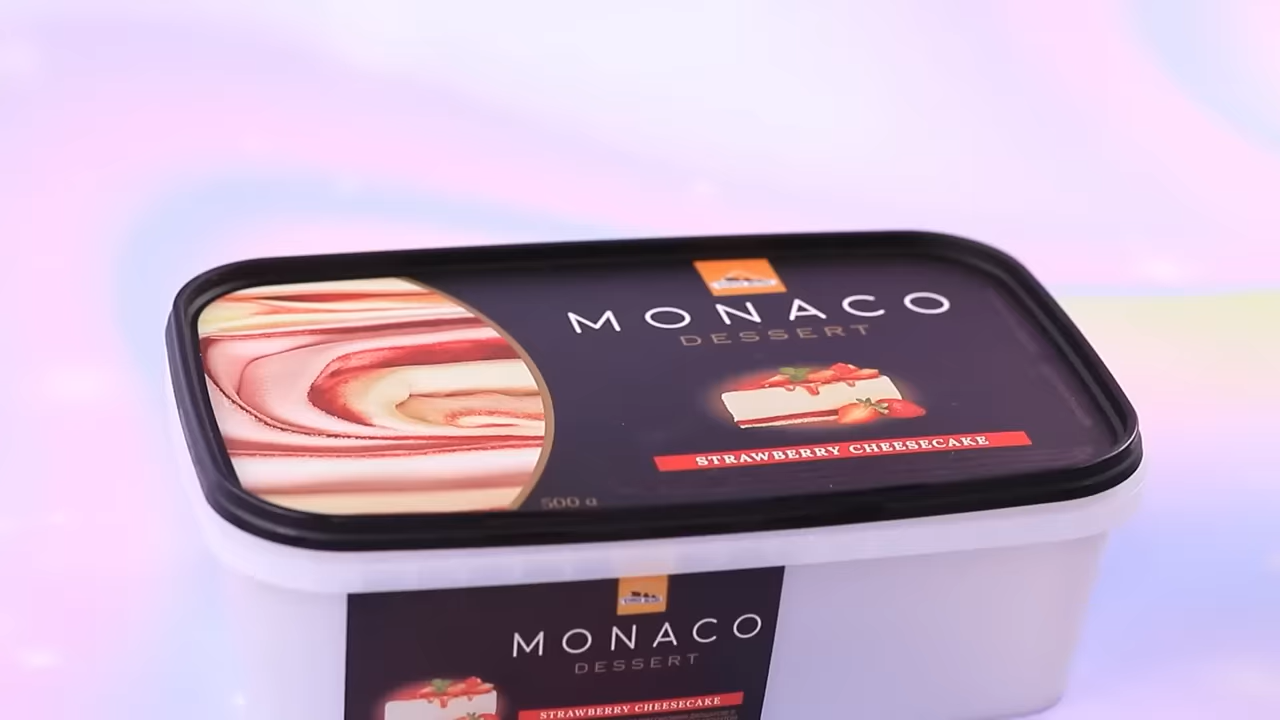 MONACO
DESSERT
STRAWBERRY CHEESECAKE
500 g
MONACO
DESSERT
STRAWBERRY CHEESECAKE